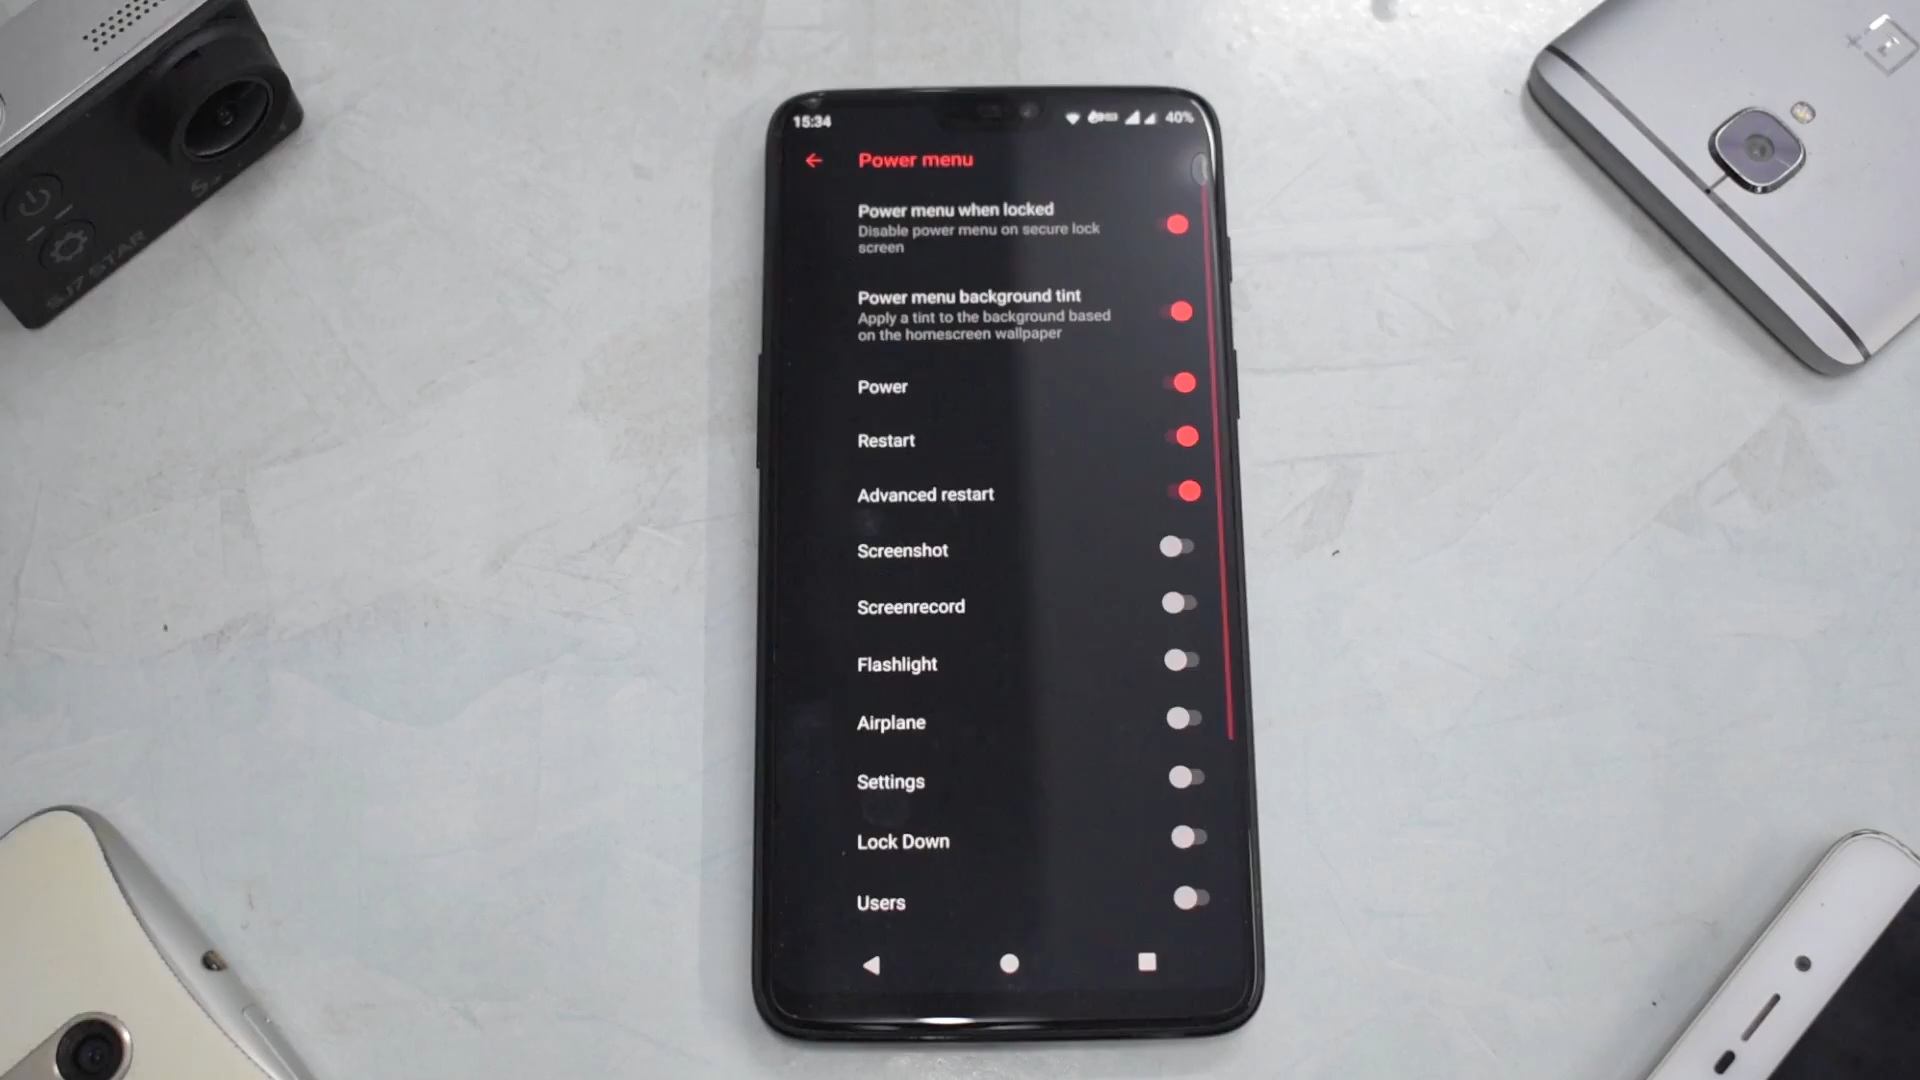 15:34
40%
Power menu
Power menu when locked
Disable power menu on secure lock
screen
Power menu background tint
Apply a tint to the background based
on the homescreen wallpaper
Power
Restart
Advanced restart
Screenshot
Screenrecord
Flashlight
Airplane
Settings
Lock Down
Users
SJ7 STAR